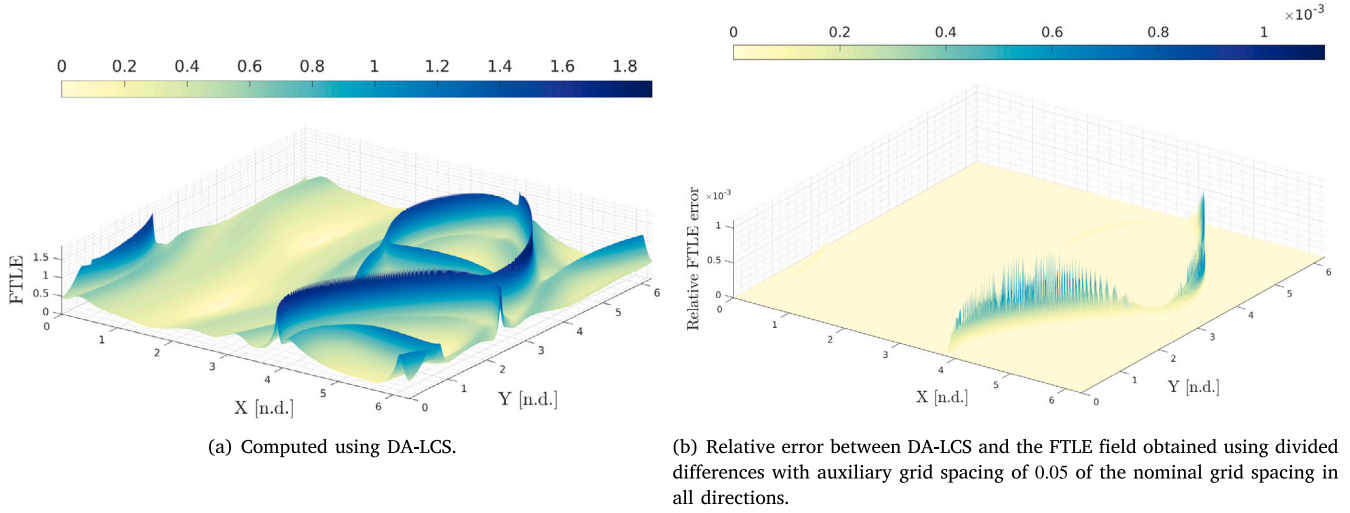 0 0.2 0.4 0.6 0.8 1 1.2 1.4 1.6 1.8
FTLE
1.5
1
0.5
0
0 1 2 3 4 5 6
X [n.d.]
0 1 2 3 4 5 6
Y [n.d.]
(a) Computed using DA-LCS.
×10⁻³
0 0.2 0.4 0.6 0.8 1
Relative FTLE error
×10⁻³
1
0.5
0
0 1 2 3 4 5 6
X [n.d.]
0 1 2 3 4 5 6
Y [n.d.]
(b) Relative error between DA-LCS and the FTLE field obtained using divided
differences with auxiliary grid spacing of 0.05 of the nominal grid spacing in
all directions.